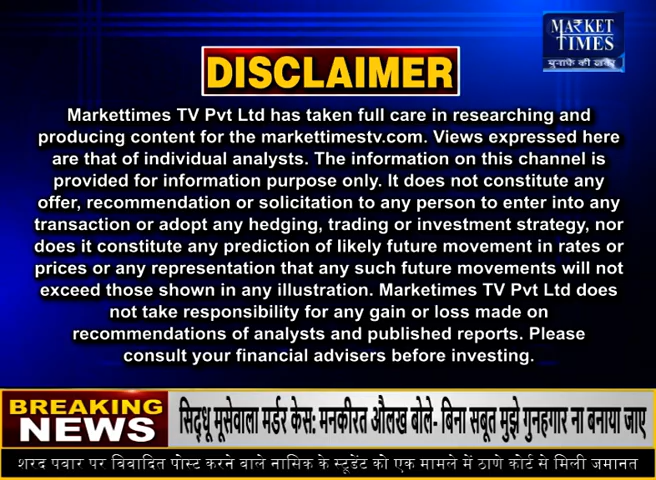 MARKET
TIMES
मुनाफे की खबर
DISCLAIMER
Markettimes TV Pvt Ltd has taken full care in researching and
producing content for the markettimestv.com. Views expressed here
are that of individual analysts. The information on this channel is
provided for information purpose only. It does not constitute any
offer, recommendation or solicitation to any person to enter into any
transaction or adopt any hedging, trading or investment strategy, nor
does it constitute any prediction of likely future movement in rates or
prices or any representation that any such future movements will not
exceed those shown in any illustration. Marketimes TV Pvt Ltd does
not take responsibility for any gain or loss made on
recommendations of analysts and published reports. Please
consult your financial advisers before investing.
BREAKING
NEWS
सिद्धू मूसेवाला मर्डर केस: मनकीरत औलख बोले- बिना सबूत मुझे गुनहगार ना बनाया जाए
शरद पवार पर विवादित पोस्ट करने वाले नासिक के स्टूडेंट को एक मामले में ठाणे कोर्ट से मिली जमानत